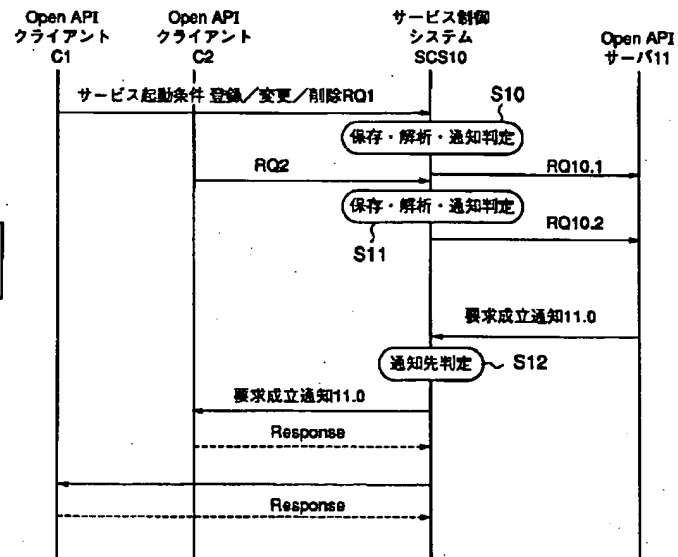 Open API
クライアント
C1
Open API
クライアント
C2
サービス制御
システム
SCS10
Open API
サーバ11
サービス起動条件 登録／変更／削除RQ1
S10
保存・解析・通知判定
RQ2
RQ10.1
保存・解析・通知判定
S11
RQ10.2
要求成立通知11.0
通知先判定
S12
要求成立通知11.0
Response
Response